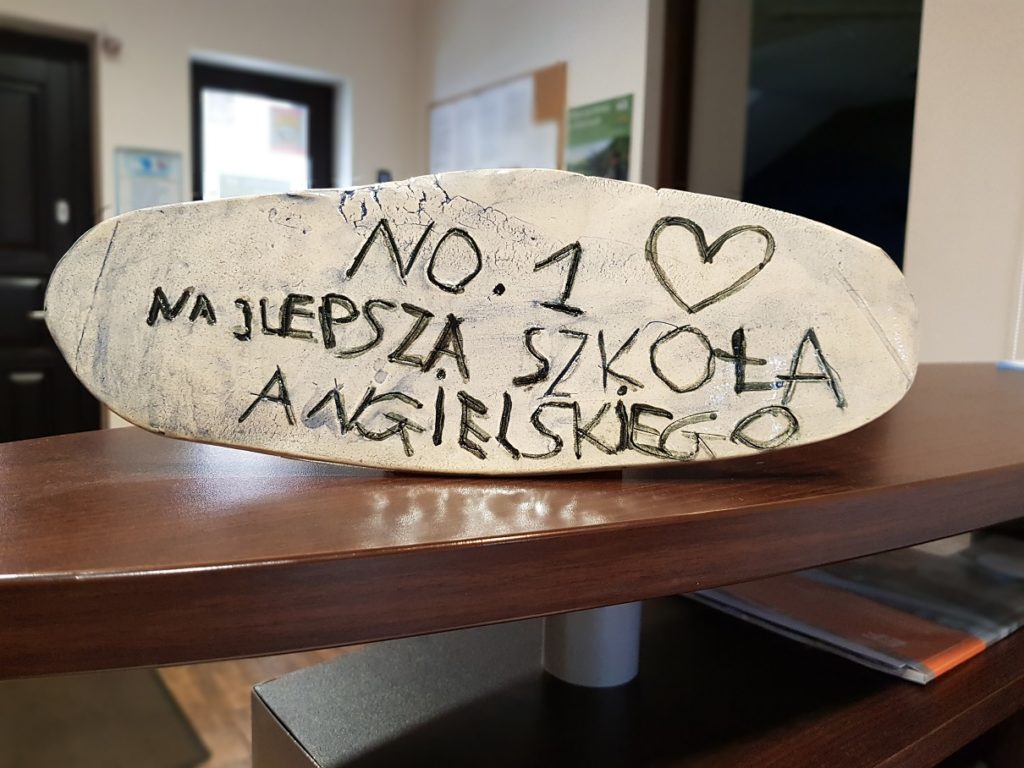 NO. 1 ♡
NAJLEPSZA SZKOŁA
ANGIELSKIEGO